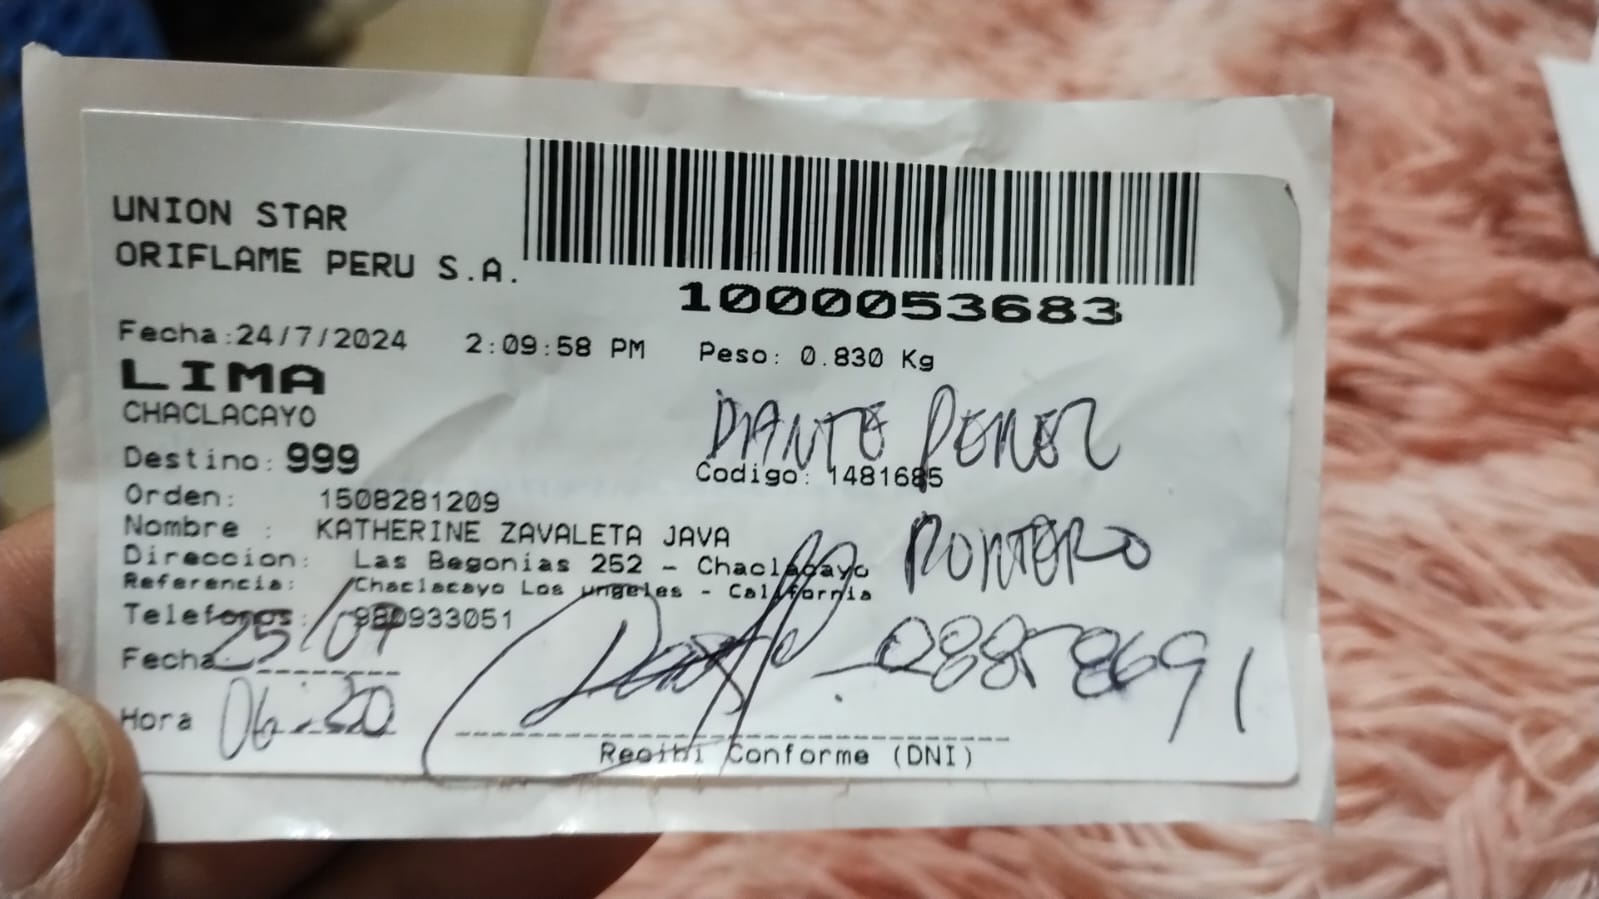 UNION STAR
ORIFLAME PERU S.A.
1000053683
Fecha:24/7/2024 2:09:58 PM Peso: 0.830 Kg
LIMA
CHACLACAYO
DANTE PEREZ
Destino: 999
Codigo: 1481685
Orden: 1508281209
Nombre : KATHERINE ZAVALETA JAVA
MONTERO
Direccion: Las Begonias 252 - Chaclacayo
Referencia: Chaclacayo Los angeles - California
Telefonos: 980933051
Fecha 25/07
Hora 06:20
Recibi Conforme (DNI)